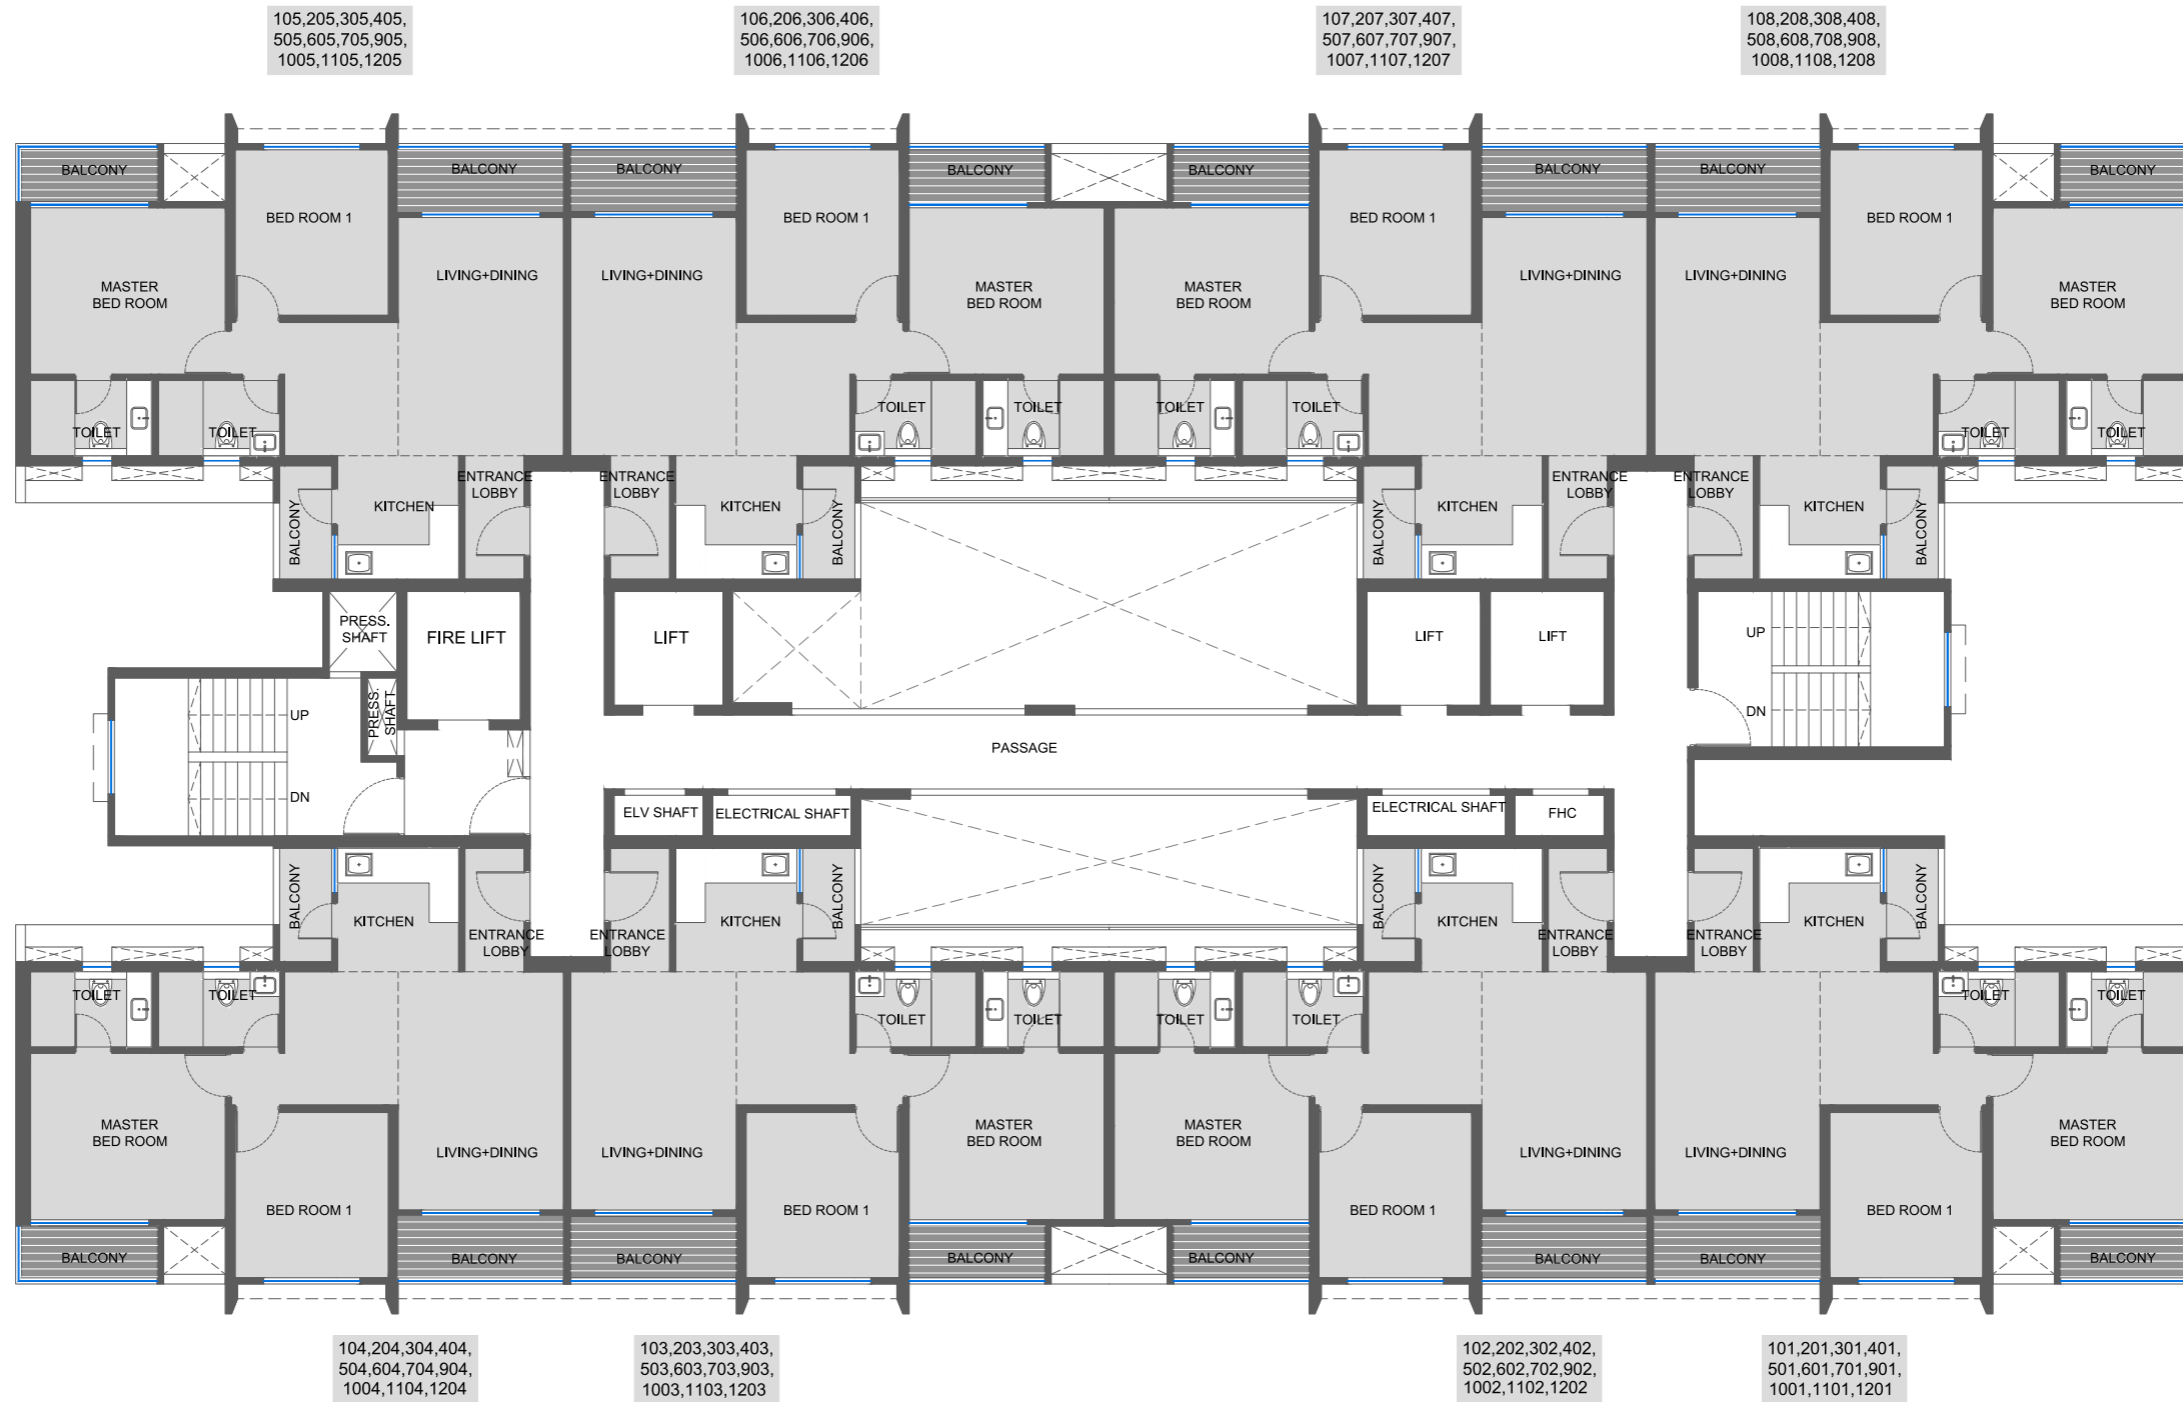 105,205,305,405,
505,605,705,905,
1005,1105,1205
106,206,306,406,
506,606,706,906,
1006,1106,1206
107,207,307,407,
507,607,707,907,
1007,1107,1207
108,208,308,408,
508,608,708,908,
1008,1108,1208
BALCONY
BALCONY
BALCONY
BALCONY
BALCONY
BALCONY
BALCONY
BALCONY
BED ROOM 1
BED ROOM 1
BED ROOM 1
BED ROOM 1
LIVING+DINING
LIVING+DINING
LIVING+DINING
LIVING+DINING
MASTER
BED ROOM
MASTER
BED ROOM
MASTER
BED ROOM
MASTER
BED ROOM
TOILET
TOILET
TOILET
TOILET
TOILET
TOILET
TOILET
TOILET
BALCONY
KITCHEN
ENTRANCE
LOBBY
ENTRANCE
LOBBY
KITCHEN
BALCONY
BALCONY
KITCHEN
ENTRANCE
LOBBY
ENTRANCE
LOBBY
KITCHEN
BALCONY
PRESS.
SHAFT
FIRE LIFT
LIFT
LIFT
LIFT
UP
DN
PRESS.
SHAFT
UP
DN
PASSAGE
ELV SHAFT
ELECTRICAL SHAFT
ELECTRICAL SHAFT
FHC
BALCONY
KITCHEN
ENTRANCE
LOBBY
ENTRANCE
LOBBY
KITCHEN
BALCONY
BALCONY
KITCHEN
ENTRANCE
LOBBY
ENTRANCE
LOBBY
KITCHEN
BALCONY
TOILET
TOILET
TOILET
TOILET
TOILET
TOILET
TOILET
TOILET
MASTER
BED ROOM
MASTER
BED ROOM
MASTER
BED ROOM
MASTER
BED ROOM
LIVING+DINING
LIVING+DINING
LIVING+DINING
LIVING+DINING
BED ROOM 1
BED ROOM 1
BED ROOM 1
BED ROOM 1
BALCONY
BALCONY
BALCONY
BALCONY
BALCONY
BALCONY
BALCONY
BALCONY
104,204,304,404,
504,604,704,904,
1004,1104,1204
103,203,303,403,
503,603,703,903,
1003,1103,1203
102,202,302,402,
502,602,702,902,
1002,1102,1202
101,201,301,401,
501,601,701,901,
1001,1101,1201